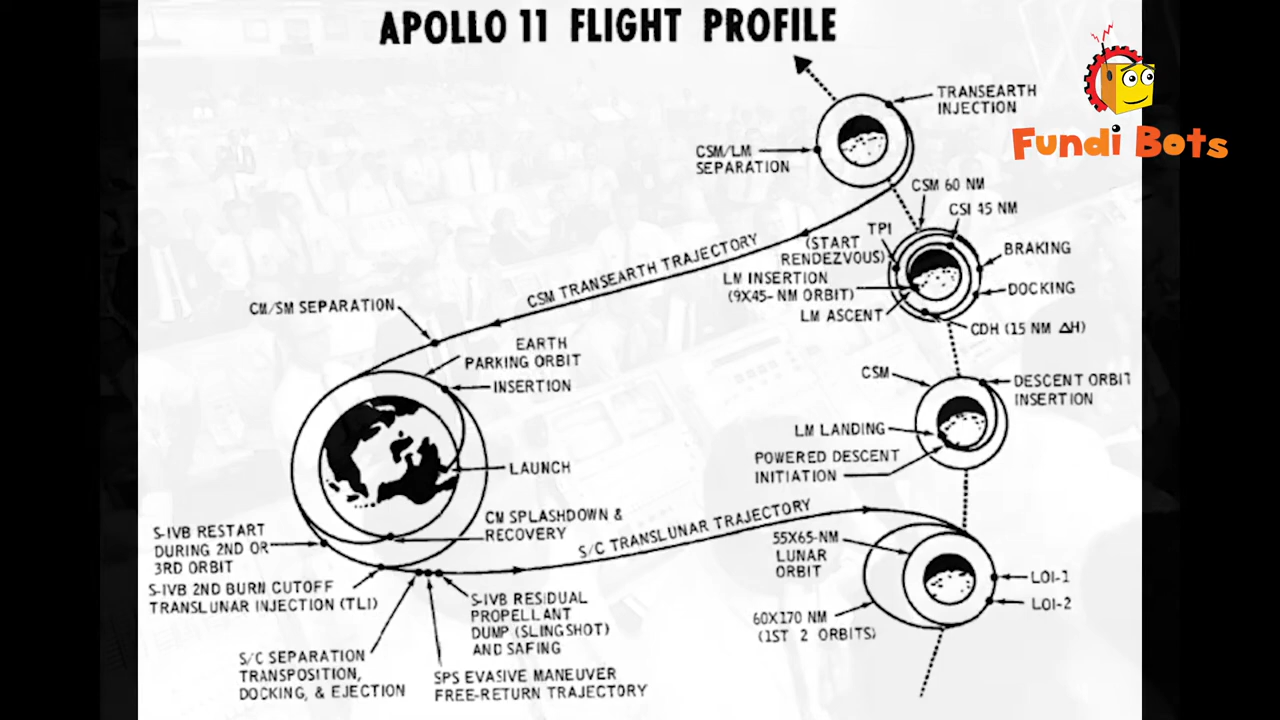 APOLLO 11 FLIGHT PROFILE
Fundi Bots
TRANSEARTH
INJECTION
CSM/LM
SEPARATION
CSM 60 NM
CSI 45 NM
TPI
(START
RENDEZVOUS)
BRAKING
LM INSERTION
(9X45-NM ORBIT)
DOCKING
LM ASCENT
CDH (15 NM ΔH)
CSM TRANSEARTH TRAJECTORY
CM/SM SEPARATION
EARTH
PARKING ORBIT
INSERTION
CSM
DESCENT ORBIT
INSERTION
LM LANDING
POWERED DESCENT
INITIATION
LAUNCH
CM SPLASHDOWN &
RECOVERY
S/C TRANSLUNAR TRAJECTORY
S-IVB RESTART
DURING 2ND OR
3RD ORBIT
55X65-NM
LUNAR
ORBIT
S-IVB 2ND BURN CUTOFF
TRANSLUNAR INJECTION (TLI)
LOI-1
LOI-2
S-IVB RESIDUAL
PROPELLANT
DUMP (SLINGSHOT)
AND SAFING
60X170 NM
(1ST 2 ORBITS)
S/C SEPARATION
TRANSPOSITION,
DOCKING, & EJECTION
SPS EVASIVE MANEUVER
FREE-RETURN TRAJECTORY